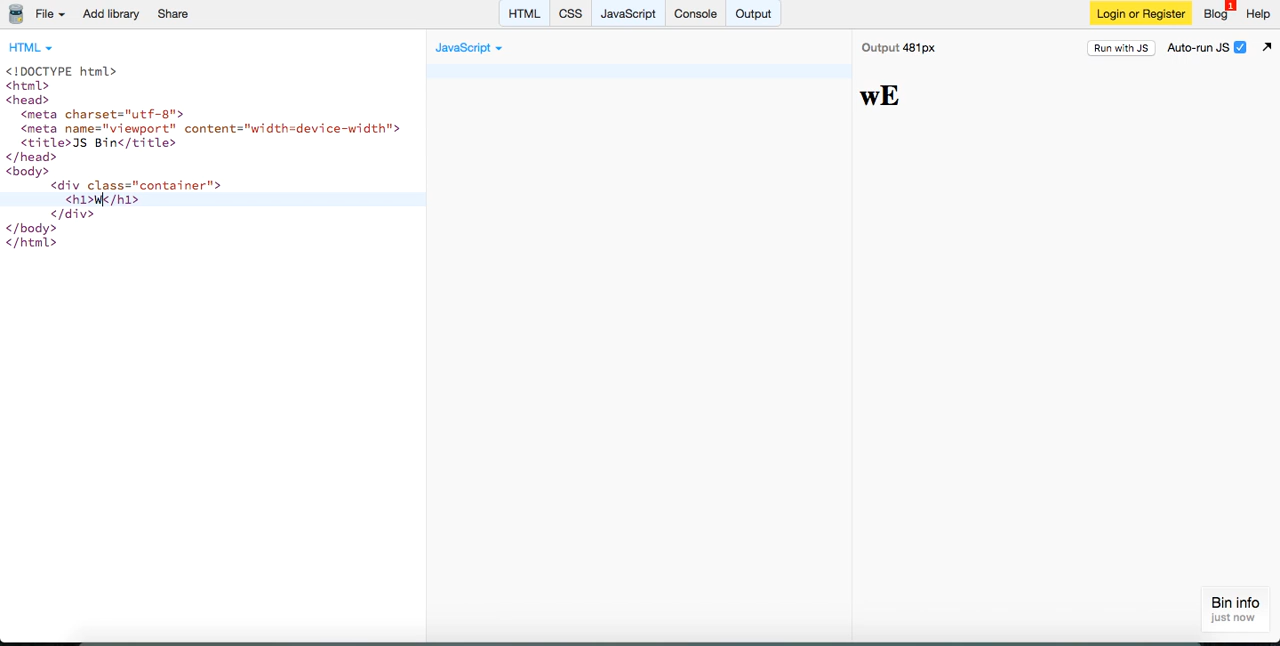 File Add library Share HTML CSS JavaScript Console Output Login or Register Blog 1 Help
HTML
<!DOCTYPE html>
<html>
<head>
<meta charset="utf-8">
<meta name="viewport" content="width=device-width">
<title>JS Bin</title>
</head>
<body>
<div class="container">
<h1>W</h1>
</div>
</body>
</html>
JavaScript
Output 481px Run with JS Auto-run JS
wE
Bin info
just now